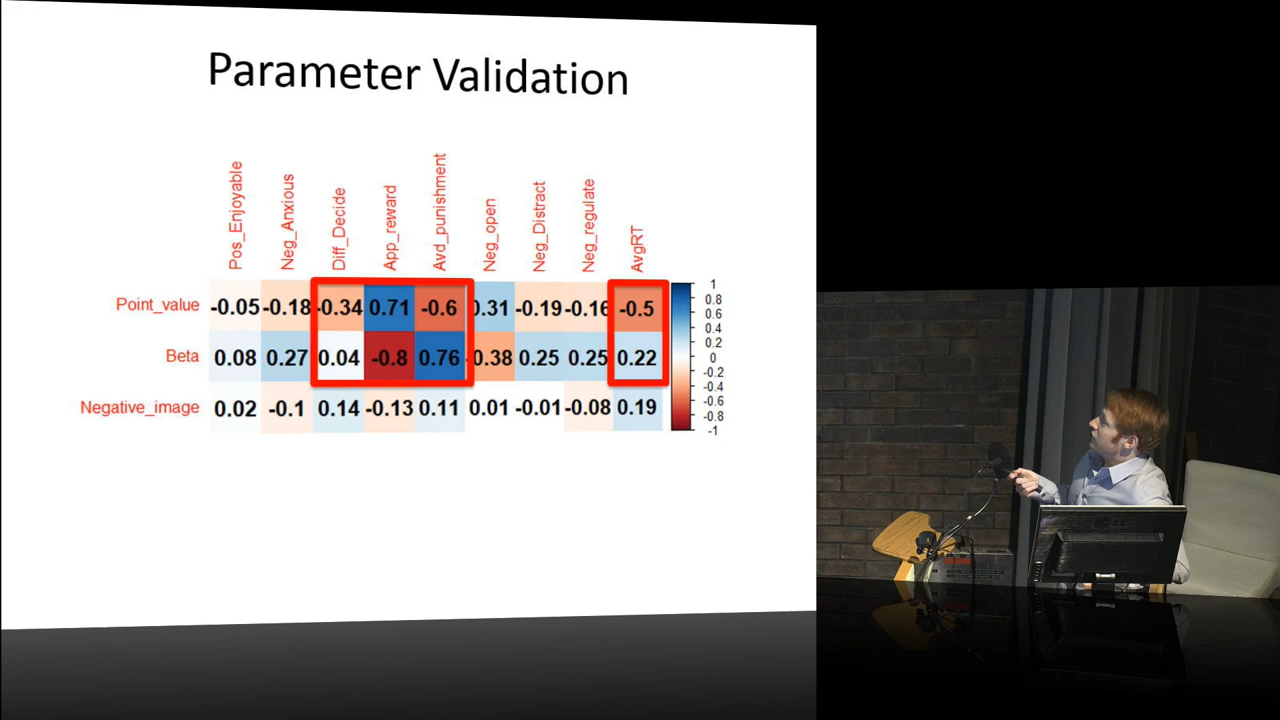 Parameter Validation
Pos_Enjoyable Neg_Anxious Diff_Decide App_reward Avd_punishment Neg_open Neg_Distract Neg_regulate AvgRT
Point_value -0.05 -0.18 -0.34 0.71 -0.6 0.31 -0.19 -0.16 -0.5
Beta 0.08 0.27 0.04 -0.8 0.76 -0.38 0.25 0.25 0.22
Negative_image 0.02 -0.1 0.14 -0.13 0.11 0.01 -0.01 -0.08 0.19
1
0.8
0.6
0.4
0.2
0
-0.2
-0.4
-0.6
-0.8
-1
LG